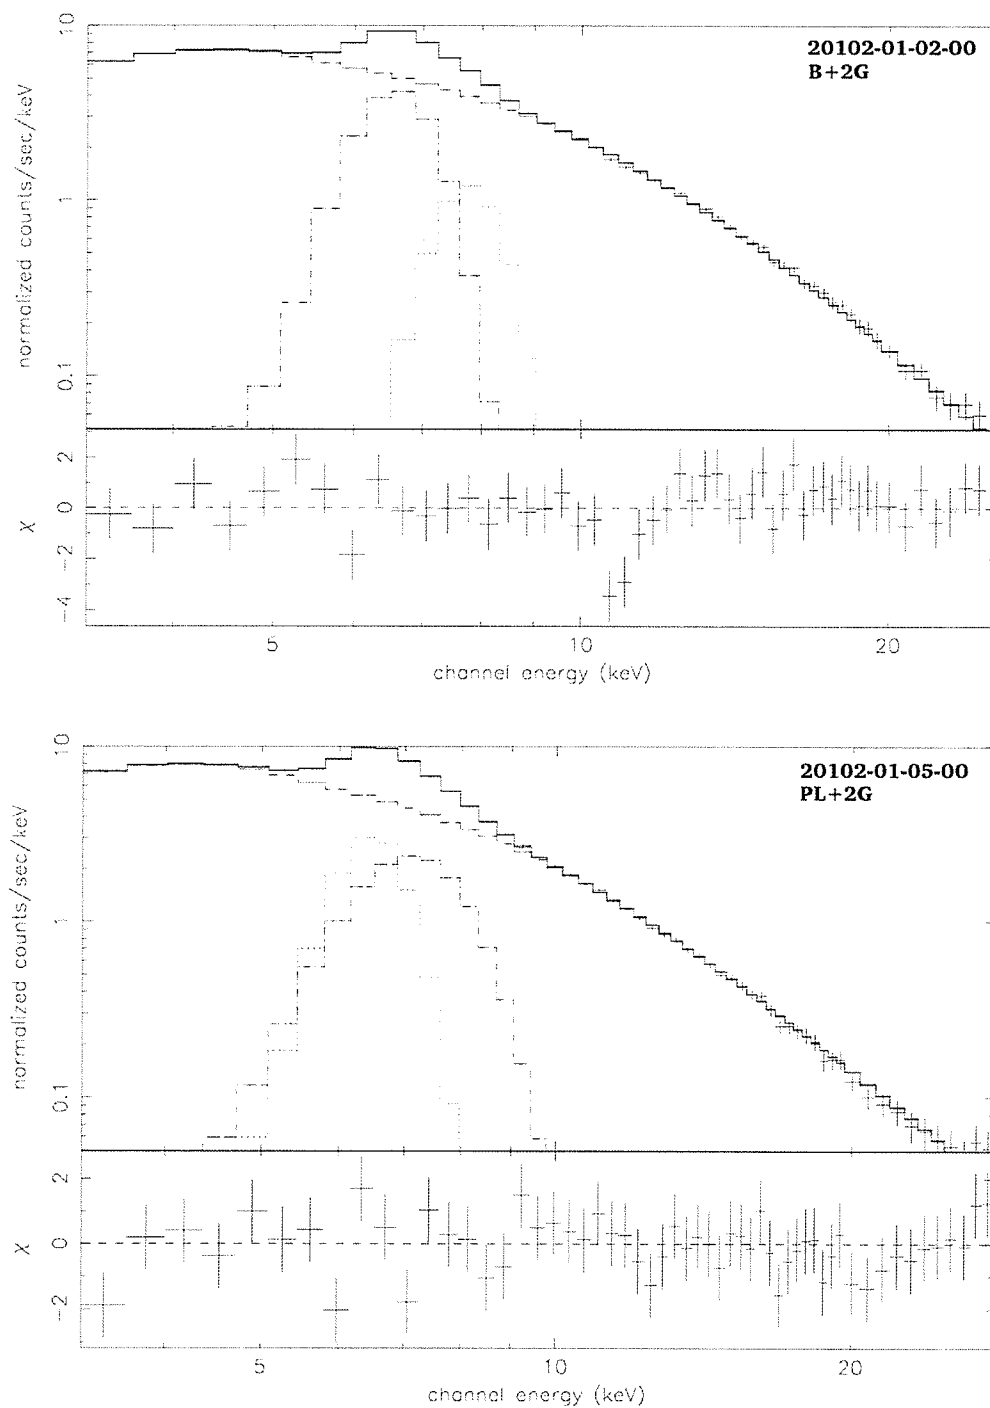 20102-01-02-00
B+2G
normalized counts/sec/keV
10
1
0.1
χ
2
0
−2
−4
5
10
20
channel energy (keV)
20102-01-05-00
PL+2G
normalized counts/sec/keV
10
1
0.1
χ
2
0
−2
5
10
20
channel energy (keV)